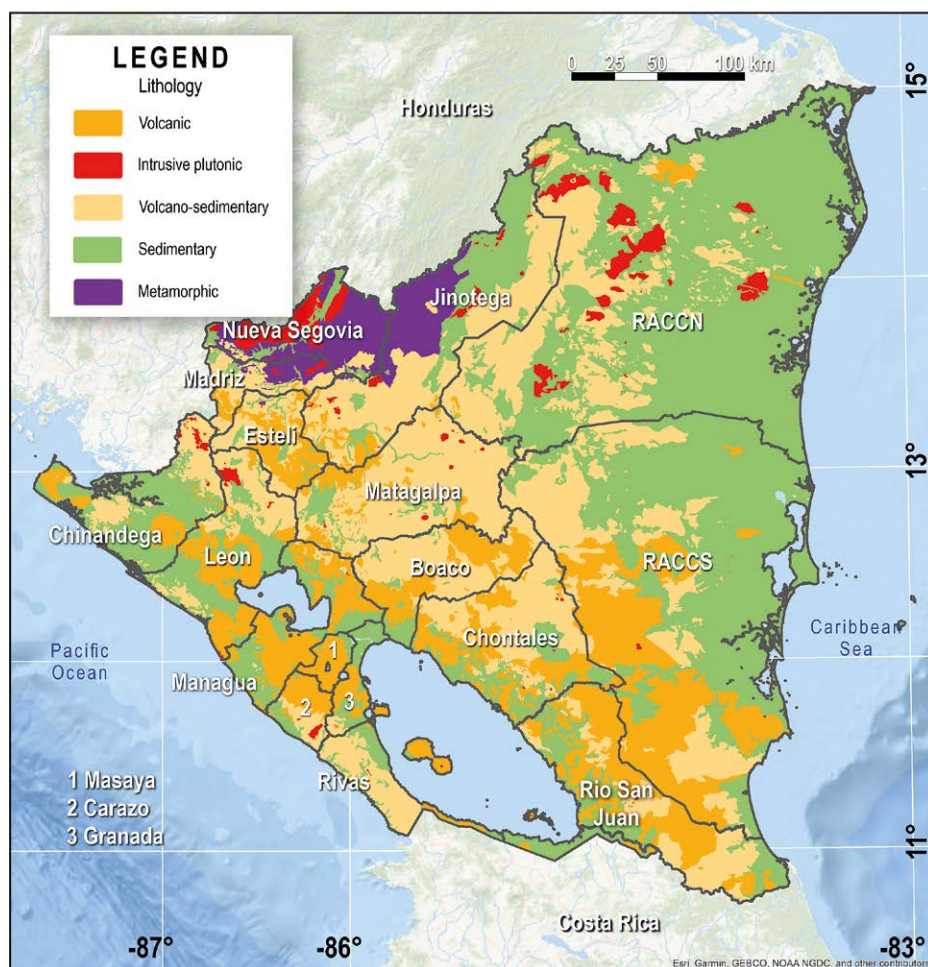 LEGEND
Lithology
Volcanic
Intrusive plutonic
Volcano-sedimentary
Sedimentary
Metamorphic
0 25 50 100 km
15°
Honduras
Jinotega
Nueva Segovia
RACCN
Madriz
Esteli
13°
Matagalpa
Chinandega
Leon
Boaco
RACCS
Chontales
Pacific
Ocean
Caribbean
Sea
1
Managua
2
3
Rivas
1 Masaya
2 Carazo
3 Granada
Rio San
Juan
11°
Costa Rica
-87°
-86°
-83°
Esri, Garmin, GEBCO, NOAA NGDC, and other contributors